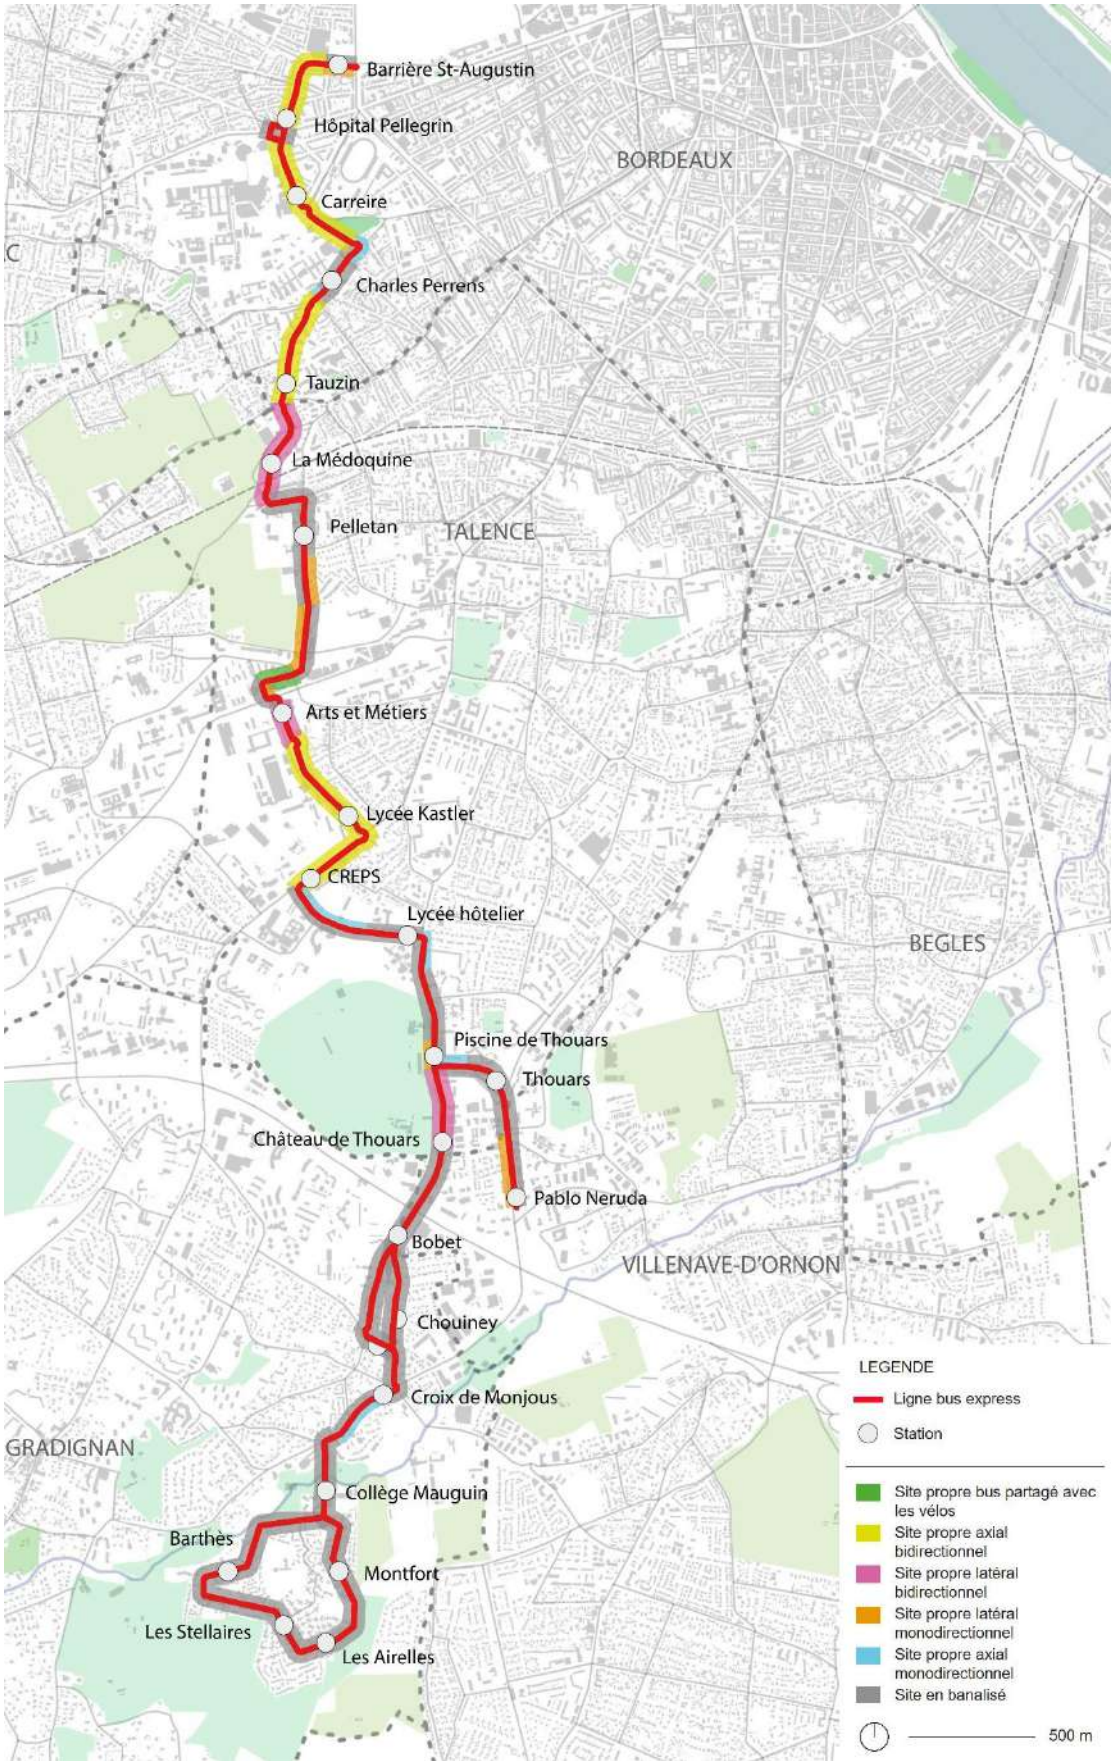 Barrière St-Augustin
Hôpital Pellegrin
BORDEAUX
Carreire
C
Charles Perrens
Tauzin
La Médoquine
Pelletan
TALENCE
Arts et Métiers
Lycée Kastler
CREPS
Lycée hôtelier
BEGLES
Piscine de Thouars
Thouars
Château de Thouars
Pablo Neruda
Bobet
VILLENAVE-D'ORNON
Chouiney
Croix de Monjous
GRADIGNAN
Collège Mauguin
Barthès
Montfort
Les Stellaires
Les Airelles
LEGENDE
Ligne bus express
Station
Site propre bus partagé avec
les vélos
Site propre axial
bidirectionnel
Site propre latéral
bidirectionnel
Site propre latéral
monodirectionnel
Site propre axial
monodirectionnel
Site en banalisé
500 m